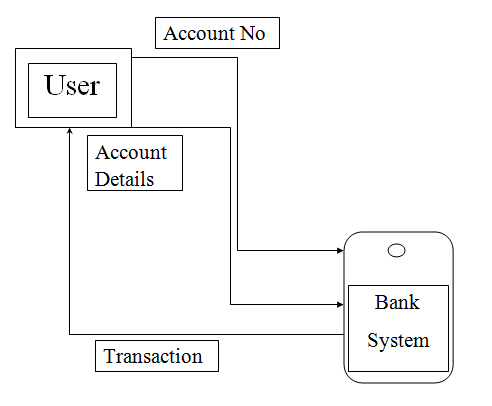 Account No
User
Account
Details
Bank
System
Transaction